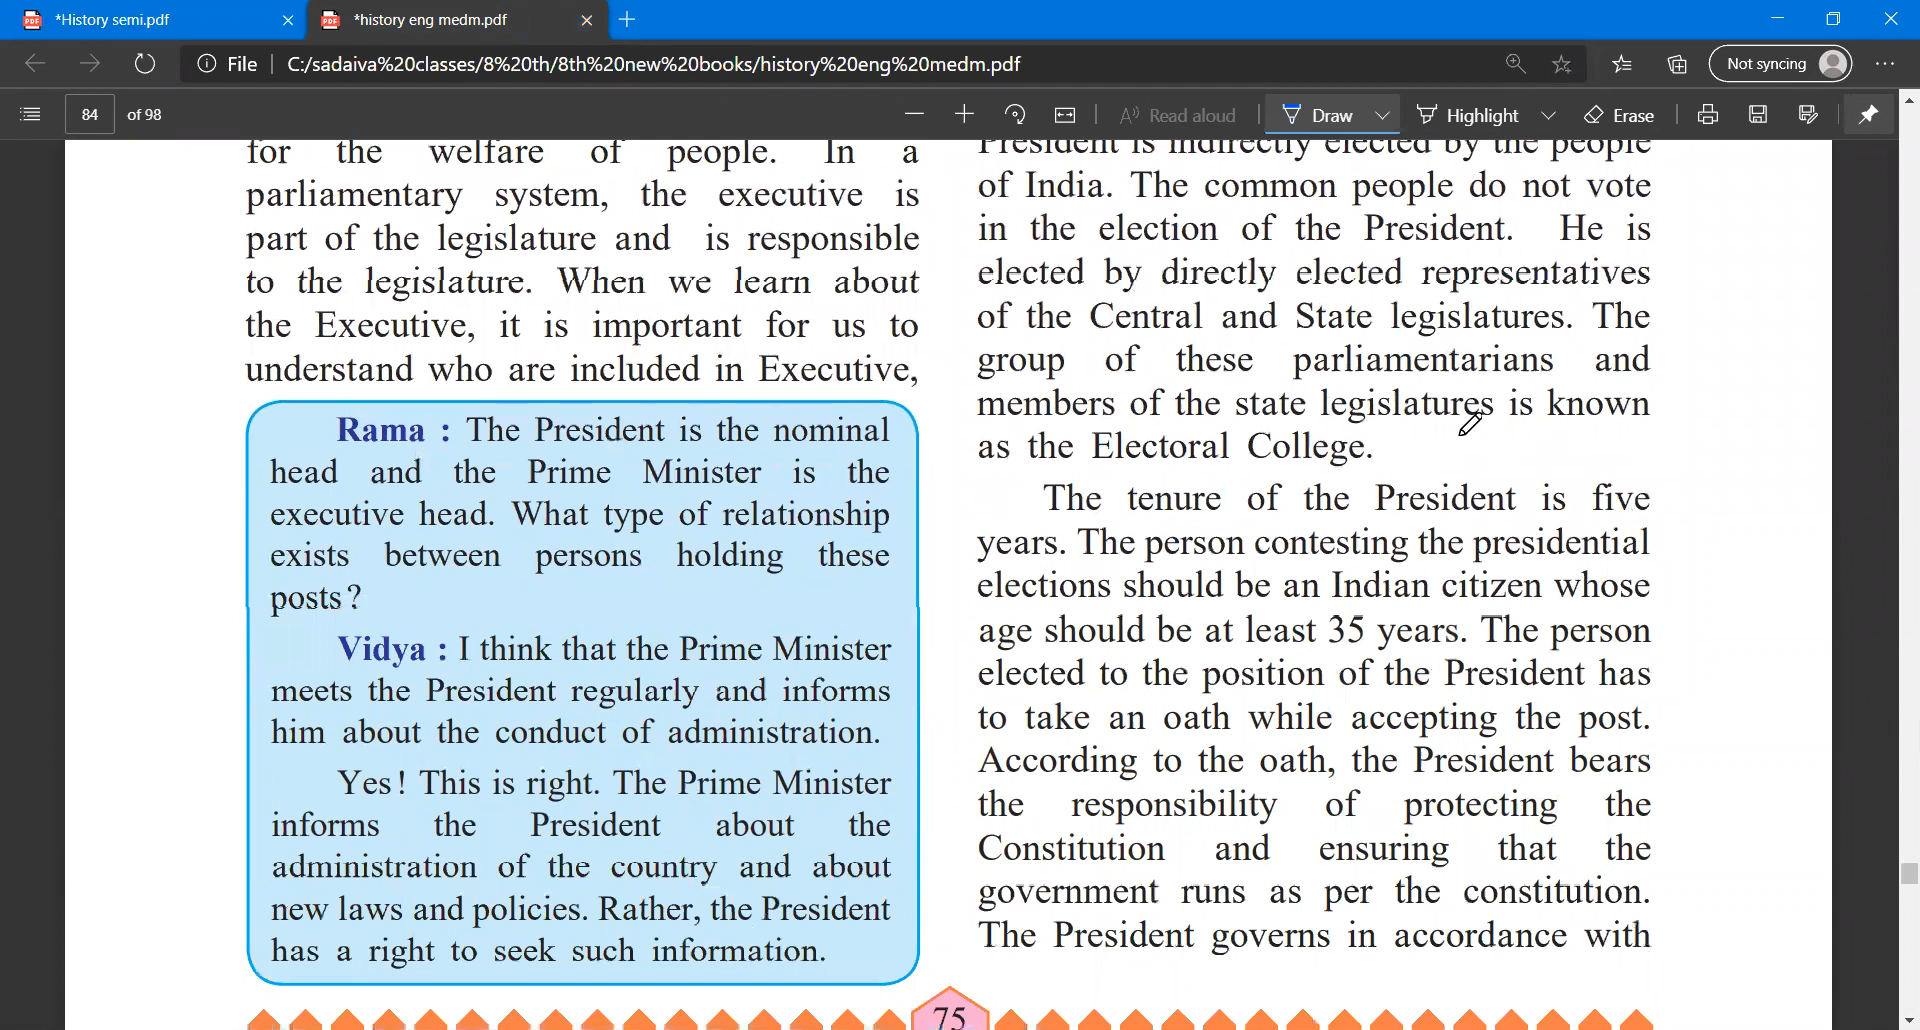 *History semi.pdf
*history eng medm.pdf
File
C:/sadaiva%20classes/8%20th/8th%20new%20books/history%20eng%20medm.pdf
Not syncing
84 of 98
Read aloud
Draw
Highlight
Erase
for the welfare of people. In a
parliamentary system, the executive is
part of the legislature and is responsible
to the legislature. When we learn about
the Executive, it is important for us to
understand who are included in Executive,
Rama : The President is the nominal
head and the Prime Minister is the
executive head. What type of relationship
exists between persons holding these
posts?
Vidya : I think that the Prime Minister
meets the President regularly and informs
him about the conduct of administration.
Yes! This is right. The Prime Minister
informs the President about the
administration of the country and about
new laws and policies. Rather, the President
has a right to seek such information.
President is indirectly elected by the people
of India. The common people do not vote
in the election of the President. He is
elected by directly elected representatives
of the Central and State legislatures. The
group of these parliamentarians and
members of the state legislatures is known
as the Electoral College.
The tenure of the President is five
years. The person contesting the presidential
elections should be an Indian citizen whose
age should be at least 35 years. The person
elected to the position of the President has
to take an oath while accepting the post.
According to the oath, the President bears
the responsibility of protecting the
Constitution and ensuring that the
government runs as per the constitution.
The President governs in accordance with
75